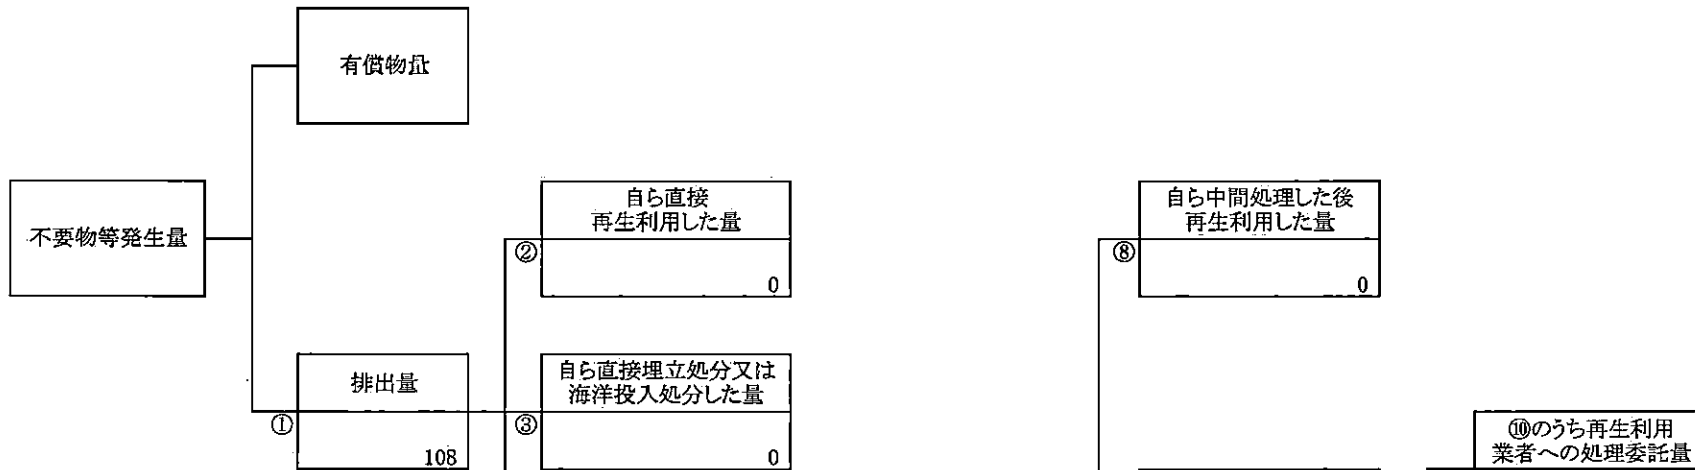 有償物量
不要物等発生量
自ら直接
再生利用した量
②
0
自ら中間処理した後
再生利用した量
⑧
0
排出量
①
108
自ら直接埋立処分又は
海洋投入処分した量
③
0
⑩のうち再生利用
業者への処理委託量